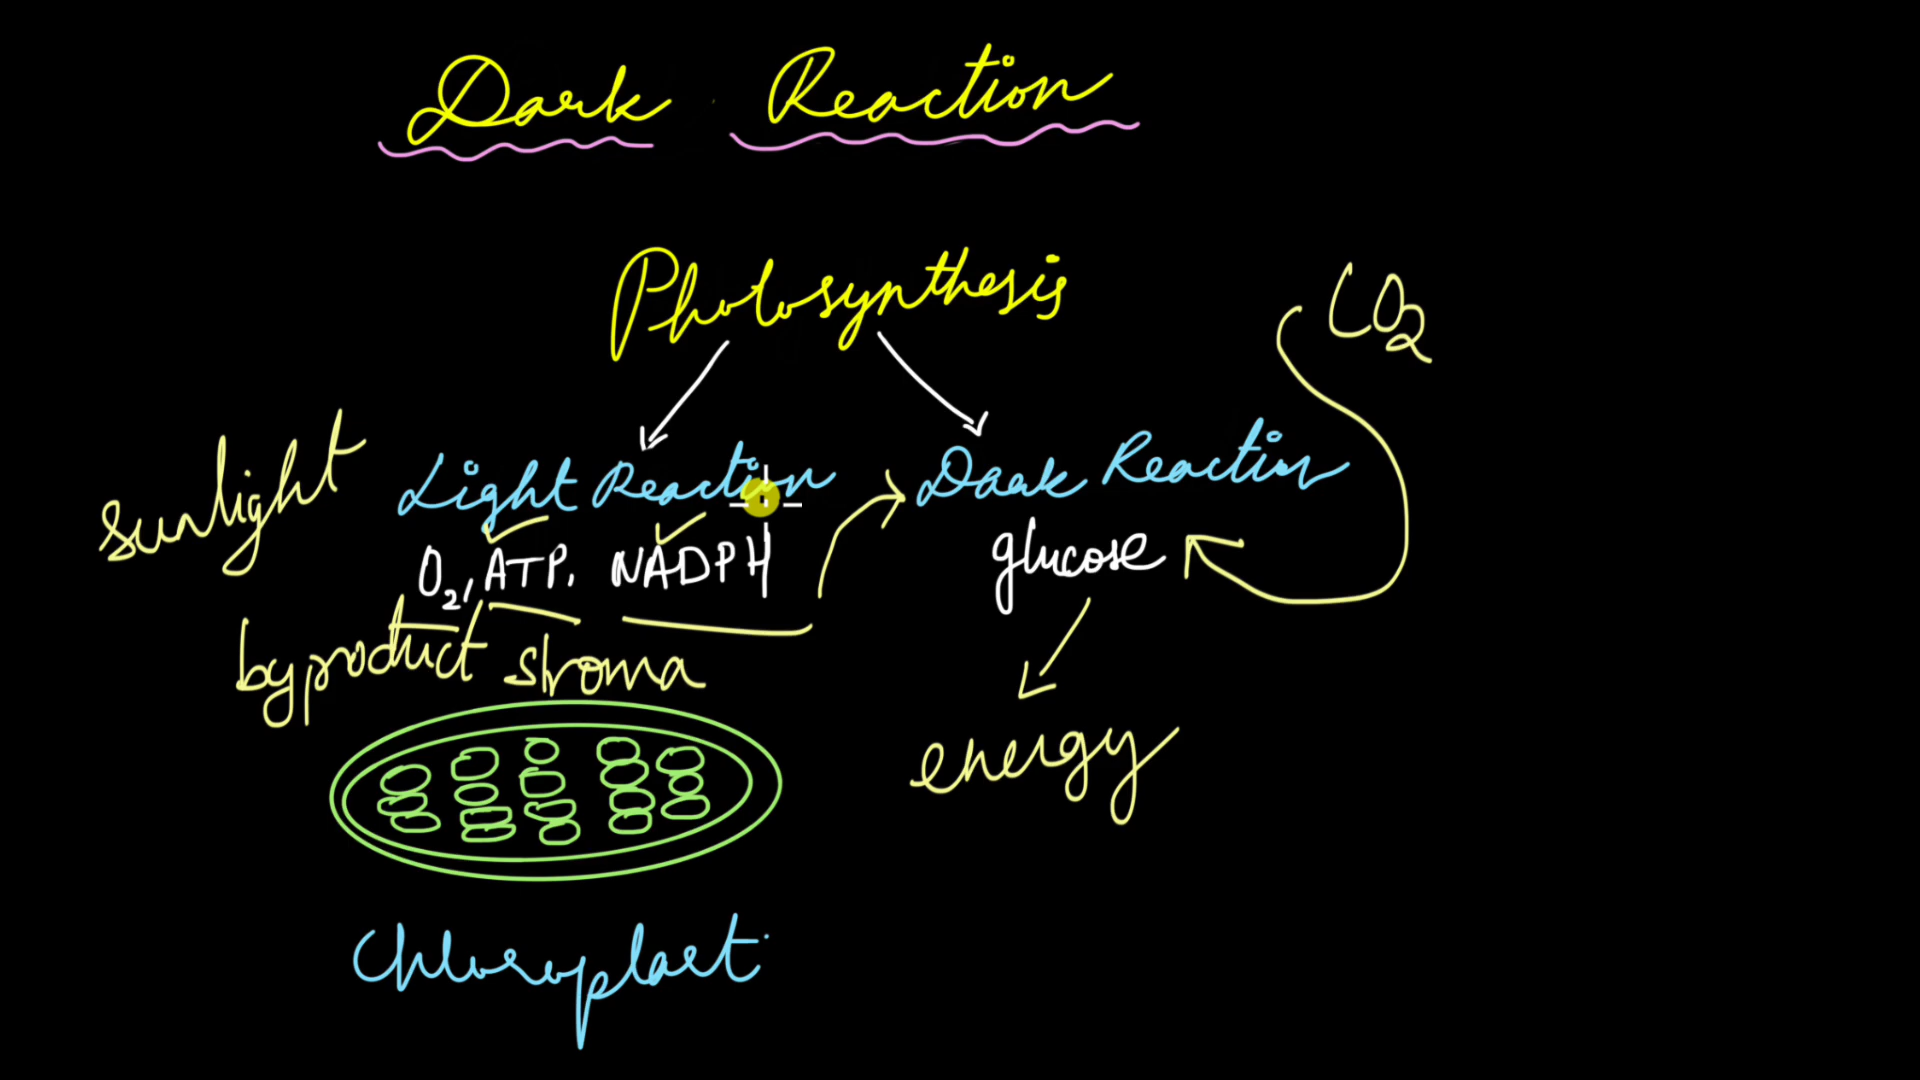 Dark Reaction
Photosynthesis
CO2
sunlight
Light Reaction
Dark Reaction
O2, ATP, NADPH
glucose
byproduct stroma
energy
Chloroplast